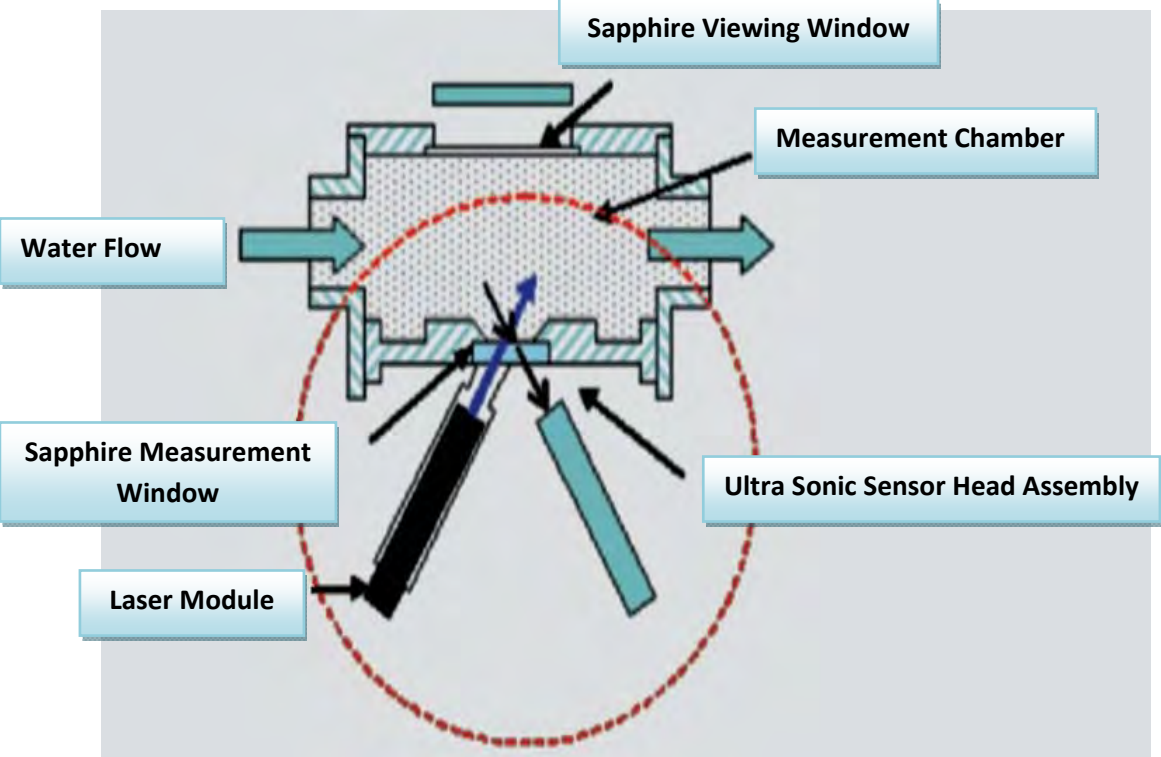 Sapphire Viewing Window
Measurement Chamber
Water Flow
Sapphire Measurement
Window
Ultra Sonic Sensor Head Assembly
Laser Module